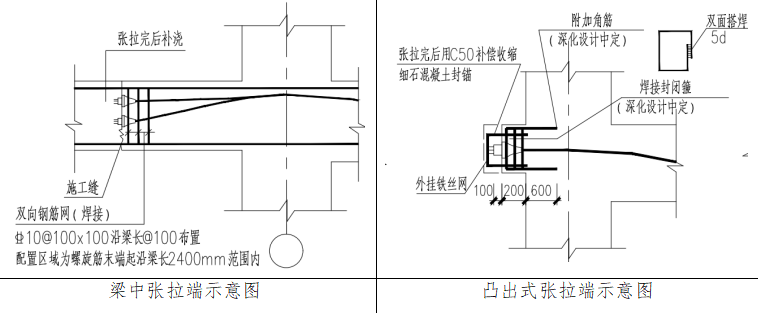 张拉完后补浇
施工缝
双向钢筋网(焊接)
⌀10@100x100沿梁长@100布置
配置区域为螺旋筋末端起沿梁长2400mm范围内
梁中张拉端示意图
附加角筋
(深化设计中定)
双面搭焊
5d
张拉完后用C50补偿收缩
细石混凝土封锚
焊接封闭箍
(深化设计中定)
外挂铁丝网
100 200 600
凸出式张拉端示意图